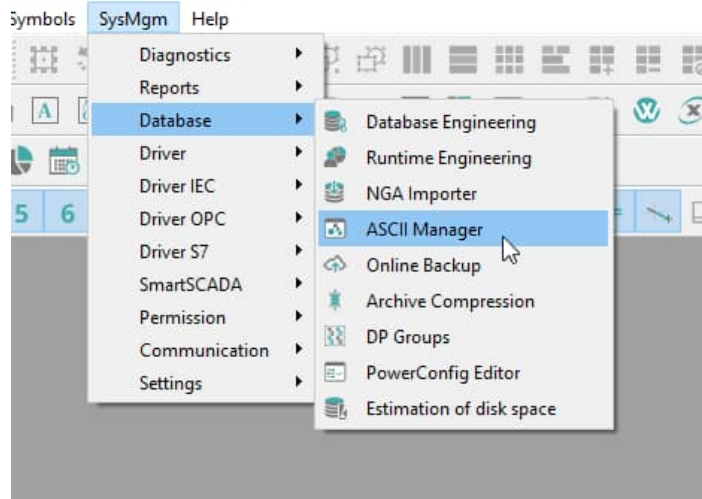 Symbols SysMgm Help
Diagnostics
Reports
Database
Driver
Driver IEC
Driver OPC
Driver S7
SmartSCADA
Permission
Communication
Settings
Database Engineering
Runtime Engineering
NGA Importer
ASCII Manager
Online Backup
Archive Compression
DP Groups
PowerConfig Editor
Estimation of disk space
A
5 6